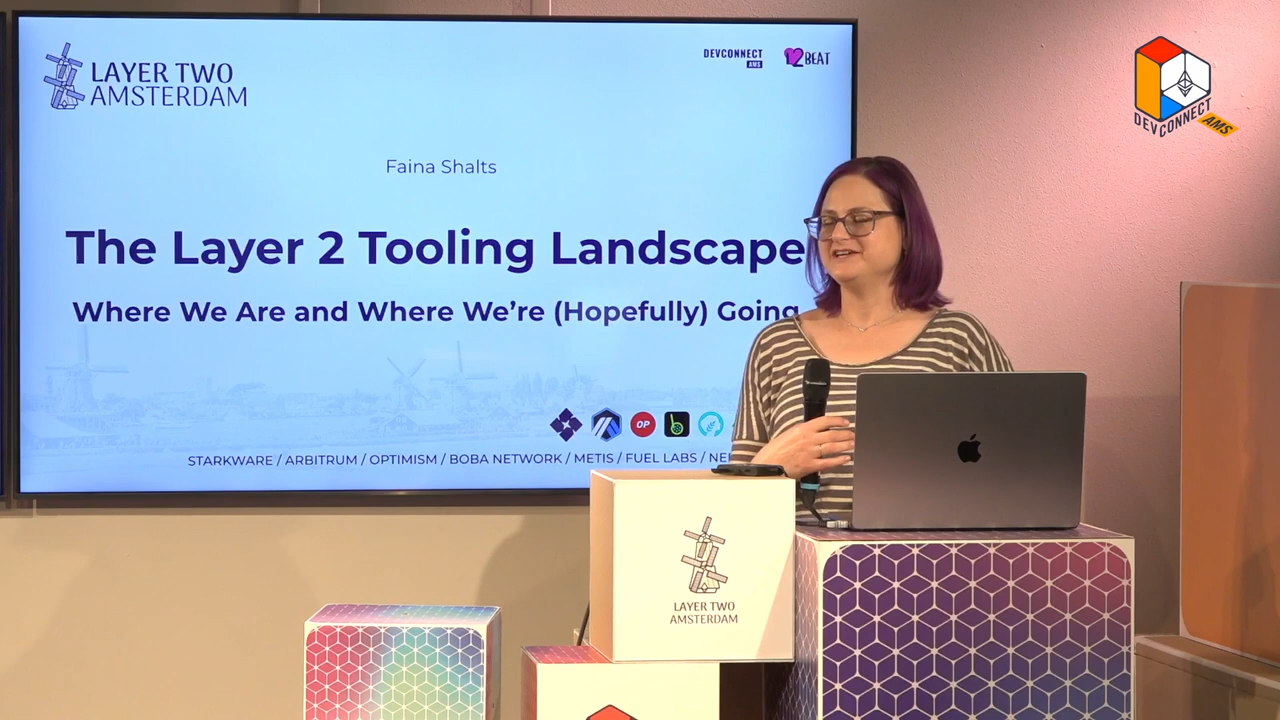 LAYER TWO
AMSTERDAM
DEVCONNECT
AMS
L2BEAT
DEVCONNECT
AMS
Faina Shalts
The Layer 2 Tooling Landscape
Where We Are and Where We're (Hopefully) Going
OP
STARKWARE / ARBITRUM / OPTIMISM / BOBA NETWORK / METIS / FUEL LABS /
LAYER TWO
AMSTERDAM